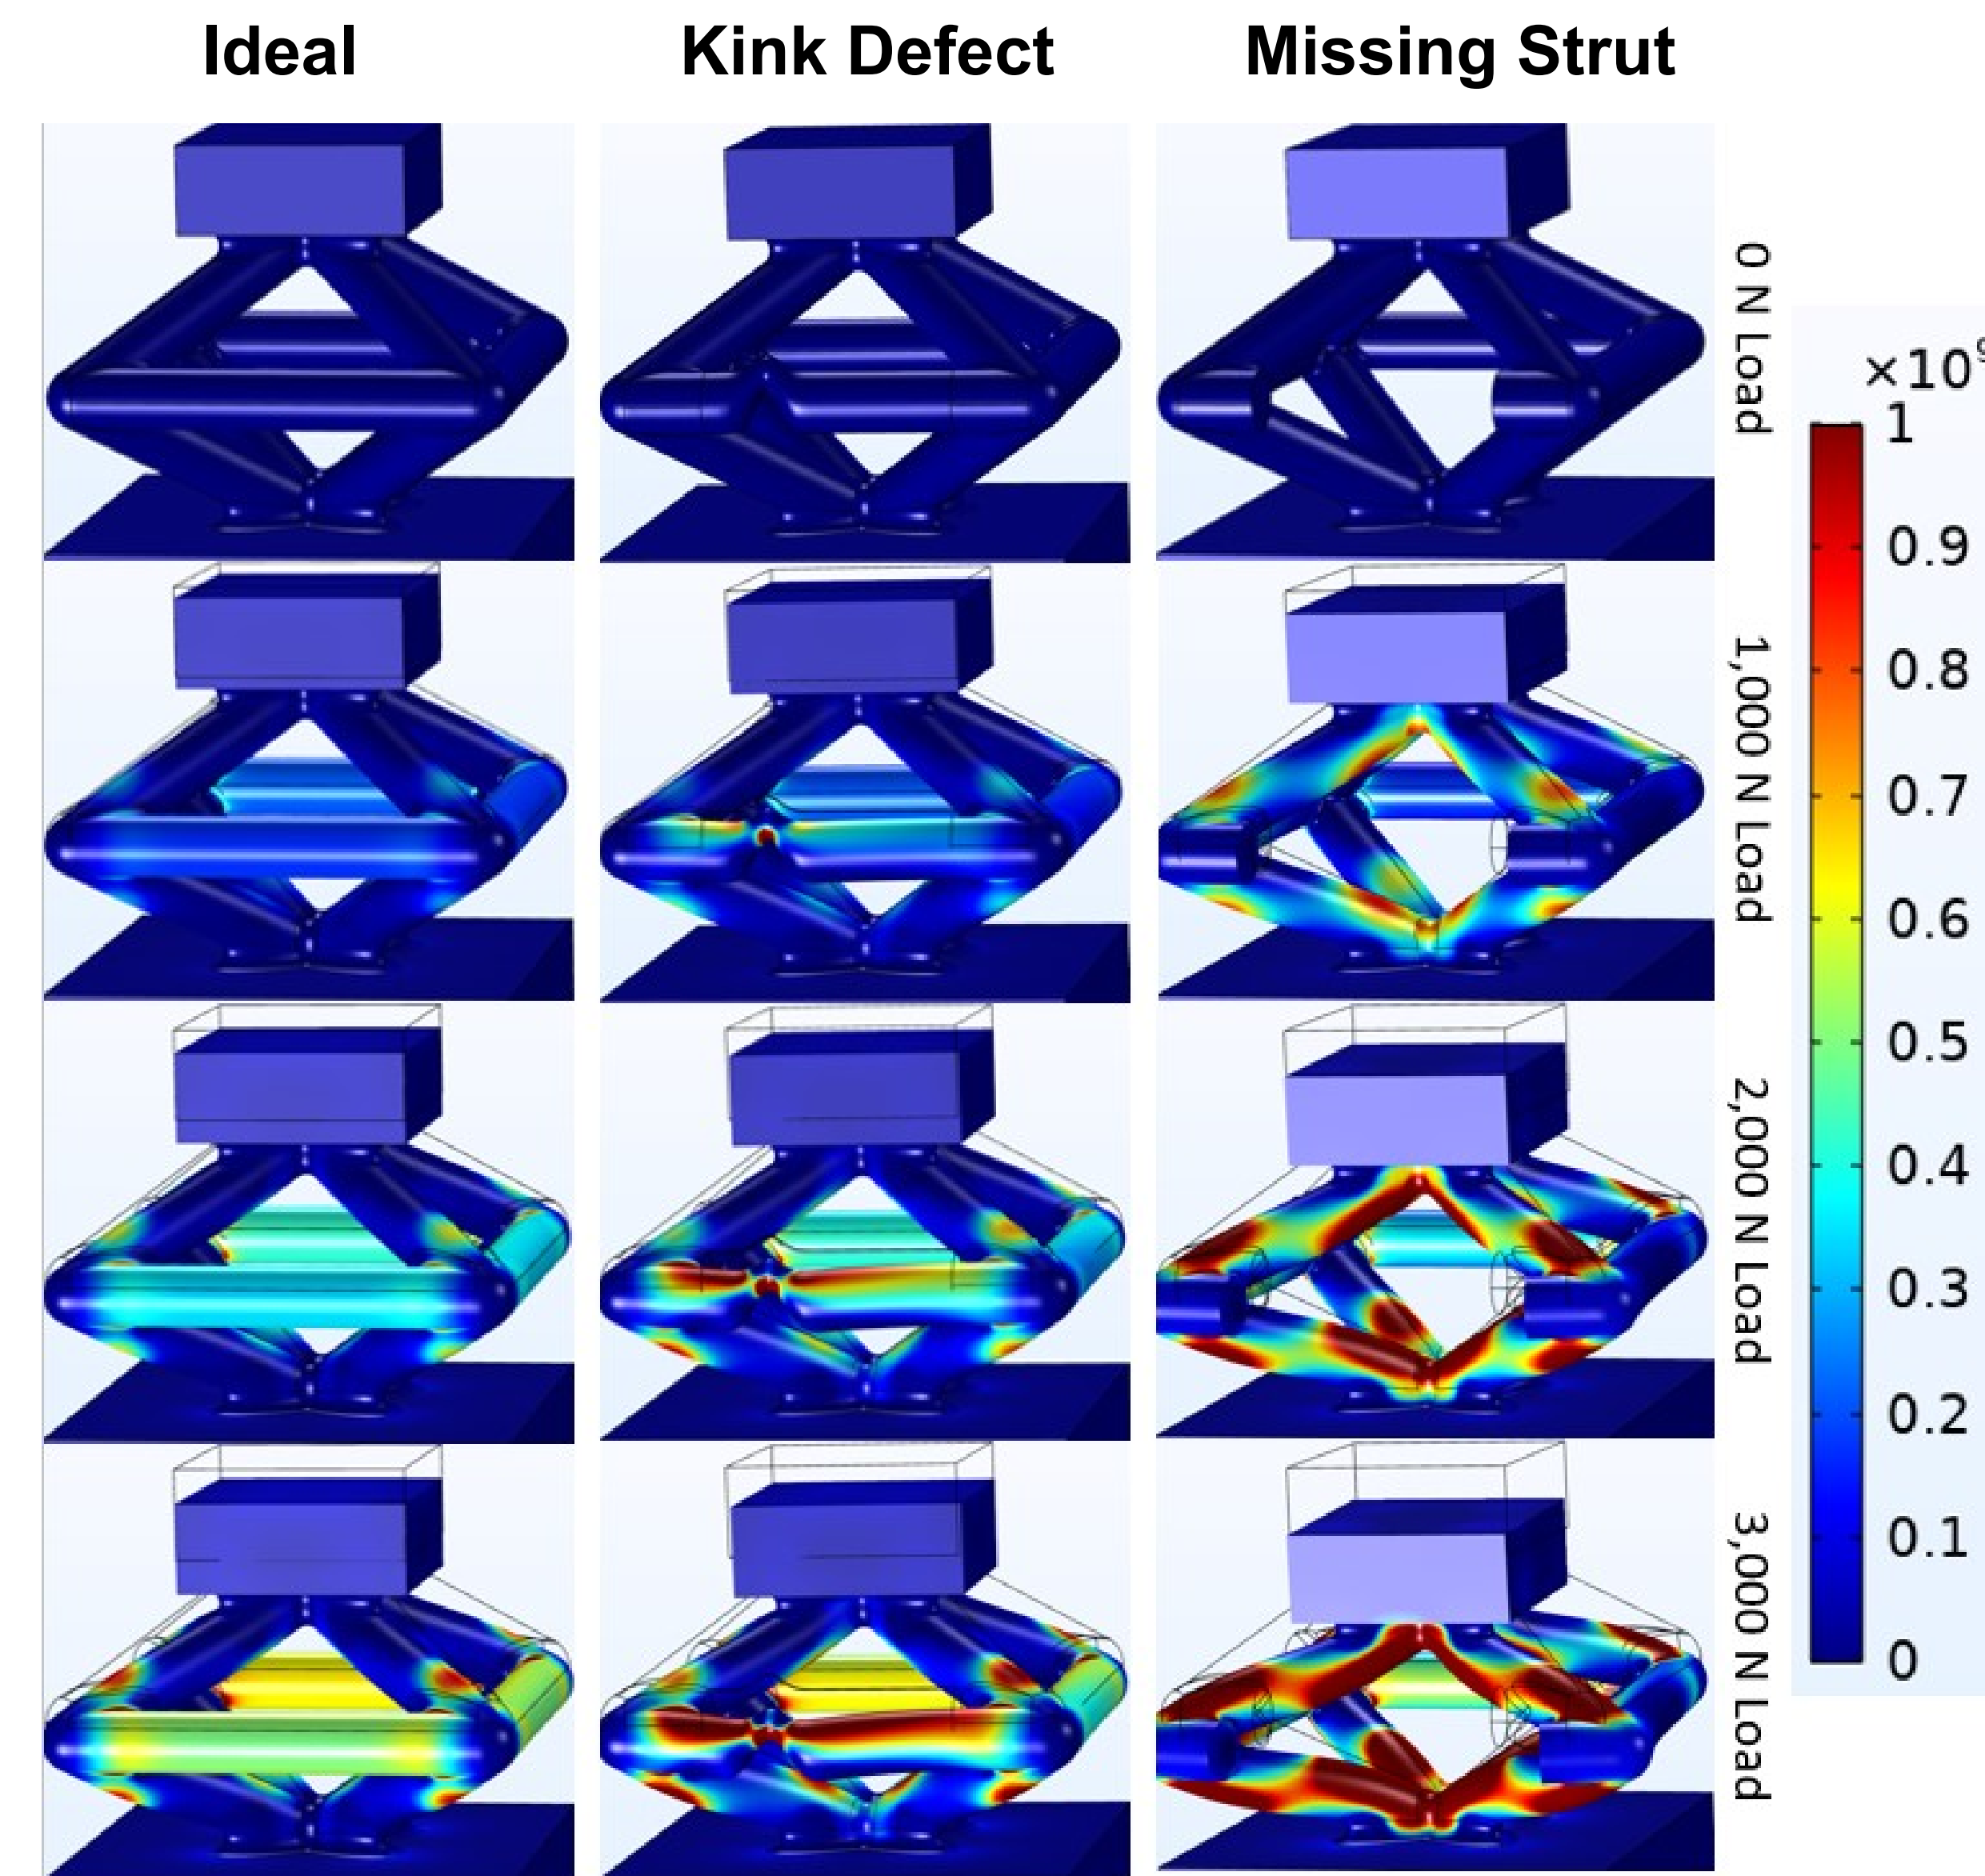 Ideal
Kink Defect
Missing Strut
0 N Load
1,000 N Load
2,000 N Load
3,000 N Load
×10⁹
1
0.9
0.8
0.7
0.6
0.5
0.4
0.3
0.2
0.1
0